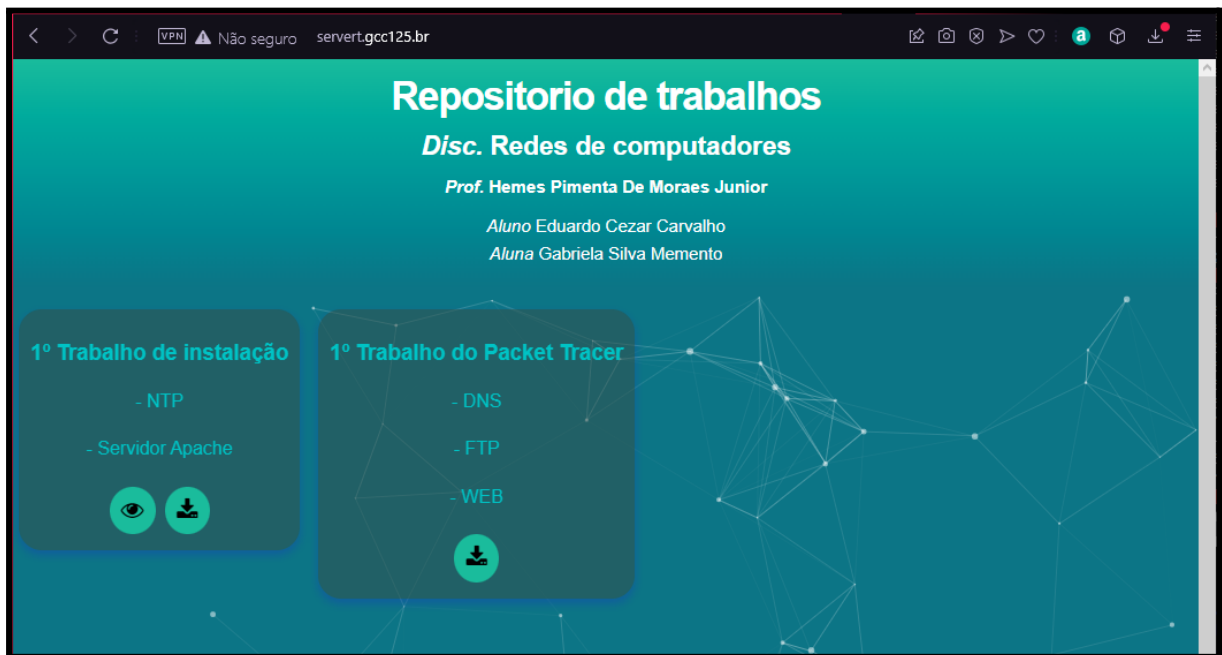 VPN Não seguro servert.gcc125.br
a
Repositorio de trabalhos
Disc. Redes de computadores
Prof. Hemes Pimenta De Moraes Junior
Aluno Eduardo Cezar Carvalho
Aluna Gabriela Silva Memento
1º Trabalho de instalação
- NTP
- Servidor Apache
1º Trabalho do Packet Tracer
- DNS
- FTP
- WEB